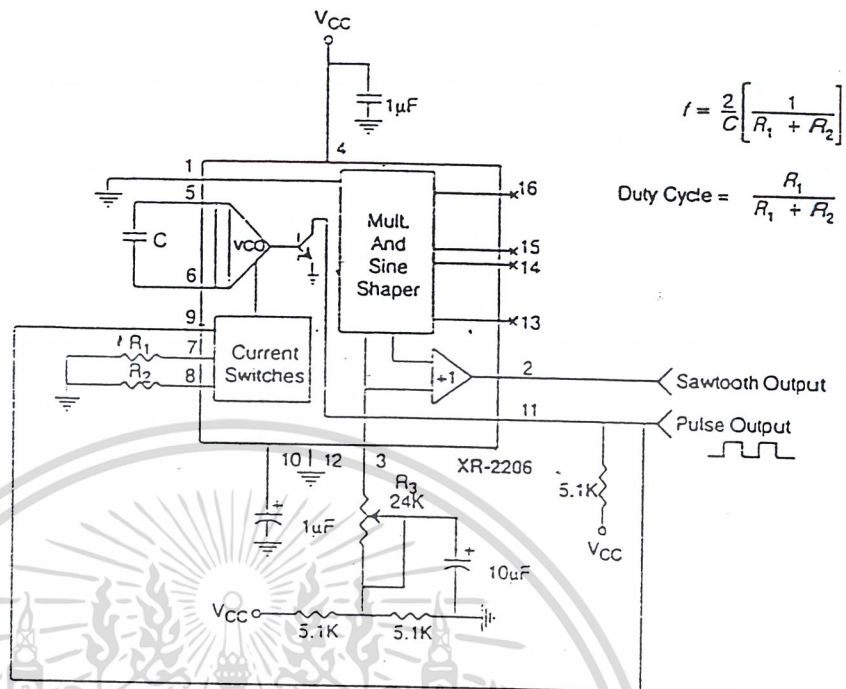 VCC
1μF
4
1
5
C
6
VCO
9
R1
7
R2
8
Current
Switches
Mult.
And
Sine
Shaper
16
15
14
13
+1
2
Sawtooth Output
11
Pulse Output
10
12
3
XR-2206
R3
24K
+
1μF
+
10μF
5.1K
VCC
VCC
5.1K
5.1K
f = 2/C [ 1 / R1 + R2 ]
Duty Cycle = R1 / R1 + R2